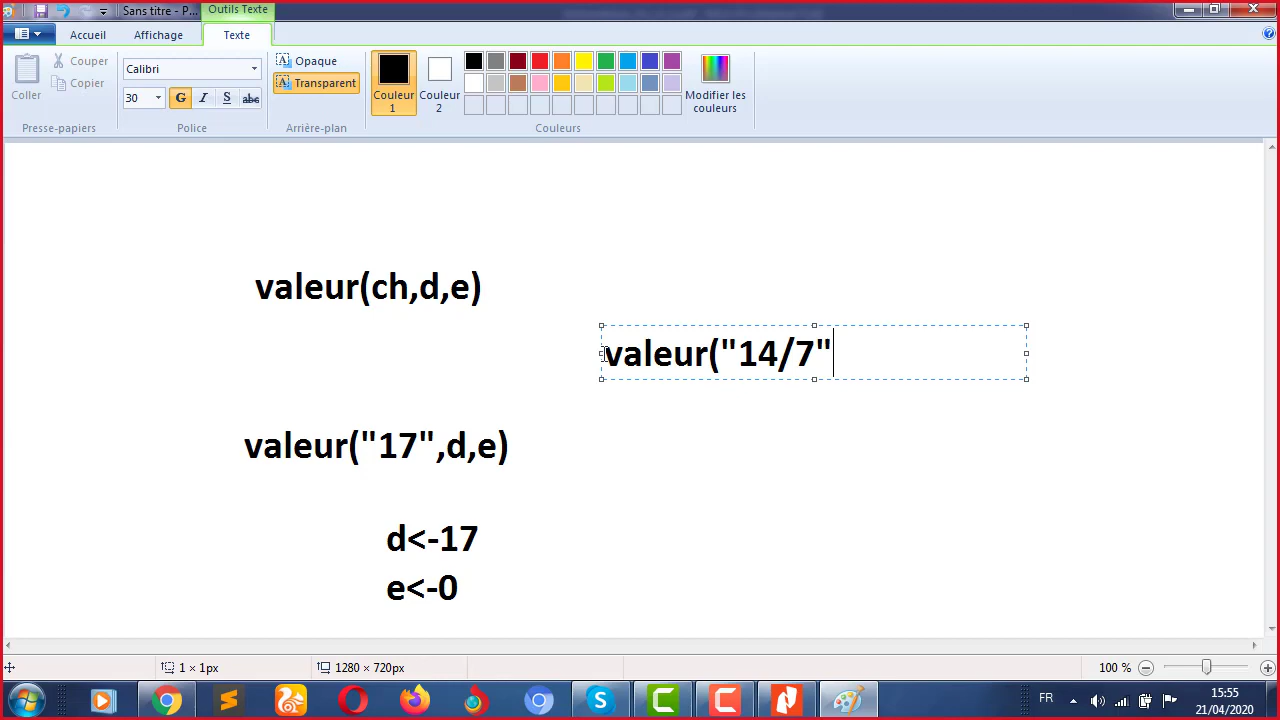 Sans titre - P...
Outils Texte
Accueil
Affichage
Texte
Coller
Couper
Copier
Presse-papiers
Calibri
30
G I S abc
Police
Opaque
Transparent
Arrière-plan
Couleur 1
Couleur 2
Modifier les couleurs
Couleurs
valeur(ch,d,e)
valeur("14/7"
valeur("17",d,e)
d<-17
e<-0
1 × 1px
1280 × 720px
100 %
FR
15:55
21/04/2020